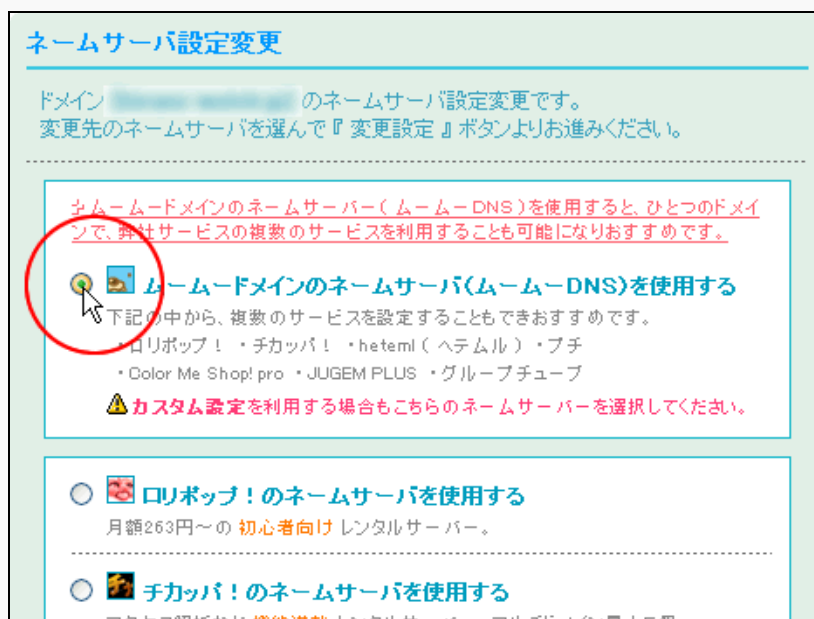 ネームサーバ設定変更
ドメイン のネームサーバ設定変更です。
変更先のネームサーバを選んで『 変更設定 』ボタンよりお進みください。
ムームードメインのネームサーバー( ムームーDNS )を使用すると、ひとつのドメイ
ンで、弊社サービスの複数のサービスを利用することも可能になりおすすめです。
ムームードメインのネームサーバ(ムームーDNS)を使用する
下記の中から、複数のサービスを設定することもできおすすめです。
・ロリポップ！ ・チカッパ！ ・heteml ( ヘテムル ) ・プチ
・Color Me Shop! pro ・JUGEM PLUS ・グループチューブ
カスタム設定を利用する場合もこちらのネームサーバーを選択してください。
ロリポップ！のネームサーバを使用する
月額263円～の 初心者向け レンタルサーバー。
チカッパ！のネームサーバを使用する